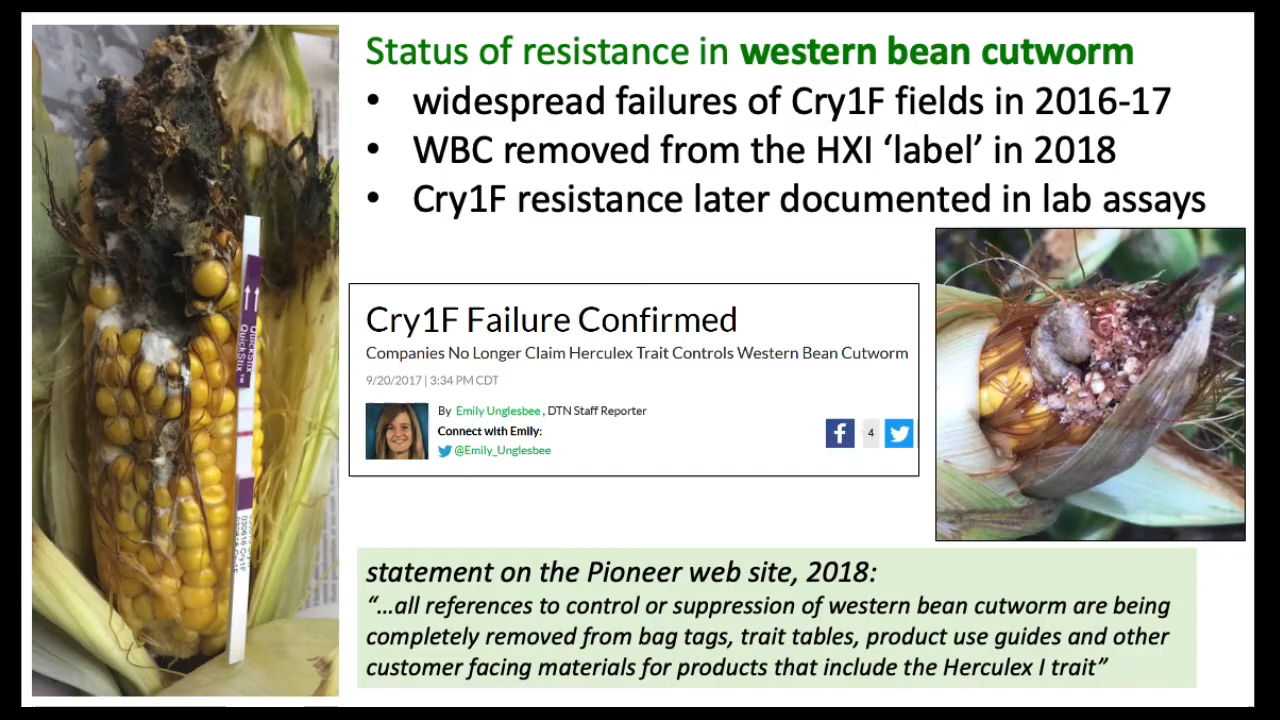 Status of resistance in western bean cutworm
• widespread failures of Cry1F fields in 2016-17
• WBC removed from the HXI ‘label’ in 2018
• Cry1F resistance later documented in lab assays
Cry1F Failure Confirmed
Companies No Longer Claim Herculex Trait Controls Western Bean Cutworm
9/20/2017 | 3:34 PM CDT
By Emily Unglesbee, DTN Staff Reporter
Connect with Emily:
@Emily_Unglesbee
4
statement on the Pioneer web site, 2018:
“…all references to control or suppression of western bean cutworm are being
completely removed from bag tags, trait tables, product use guides and other
customer facing materials for products that include the Herculex I trait”
QuickStix™
QuickStix